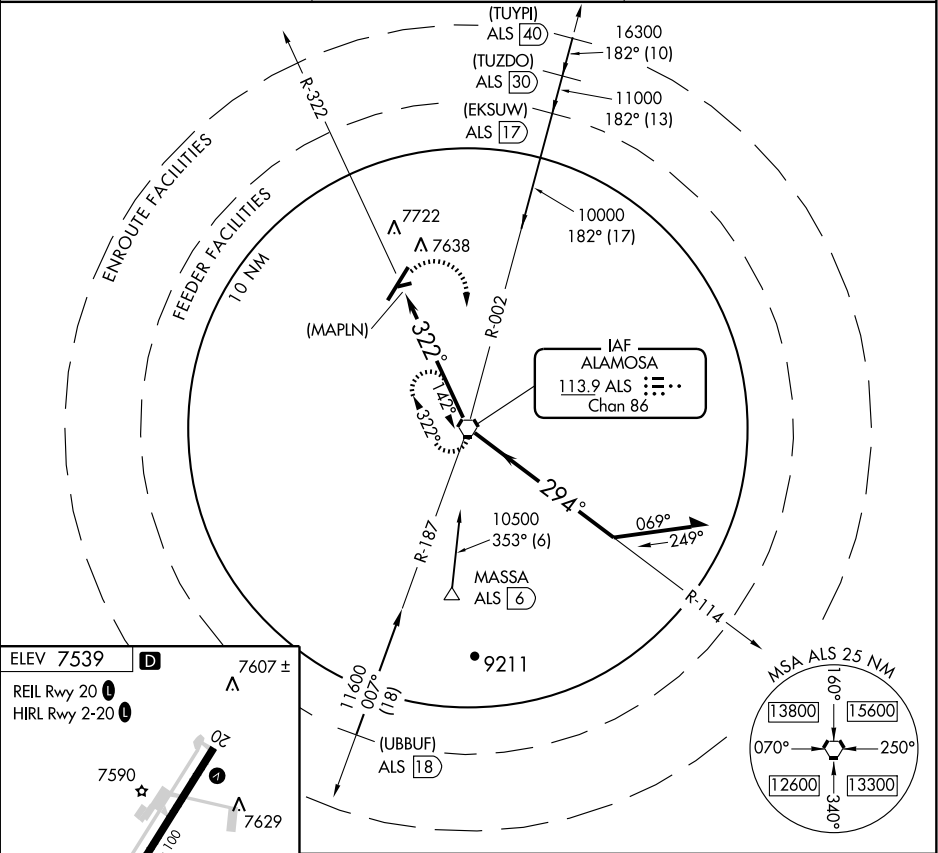 (TUYPI)
ALS 40
16300
182° (10)
(TUZDO)
ALS 30
11000
182° (13)
(EKSUW)
ALS 17
10000
182° (17)
R-322
ENROUTE FACILITIES
FEEDER FACILITIES
10 NM
7722
7638
(MAPLN)
R-002
322°
142°
322°
IAF
ALAMOSA
113.9 ALS
Chan 86
294°
069°
249°
R-187
10500
353° (6)
MASSA
ALS 6
R-114
9211
11600
007°
(18)
(UBBUF)
ALS 18
MSA ALS 25 NM
160°
13800
15600
070°
250°
12600
13300
340°
ELEV 7539
D
REIL Rwy 20 L
HIRL Rwy 2-20 L
7607 ±
20
V
7590
7629
100